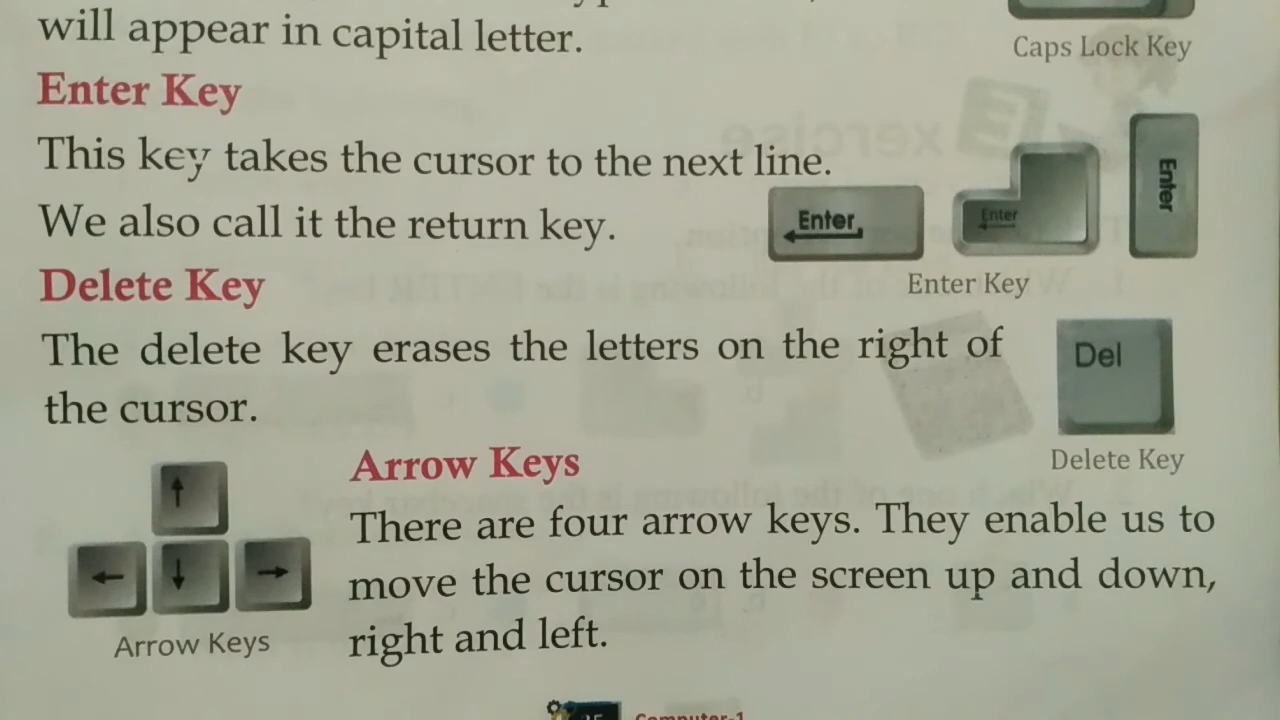 will appear in capital letter.
Caps Lock Key
Enter Key
This key takes the cursor to the next line.
We also call it the return key.
Enter
Enter
Enter
Enter Key
Delete Key
The delete key erases the letters on the right of
the cursor.
Del
Delete Key
Arrow Keys
There are four arrow keys. They enable us to
move the cursor on the screen up and down,
right and left.
Arrow Keys
Computer-1